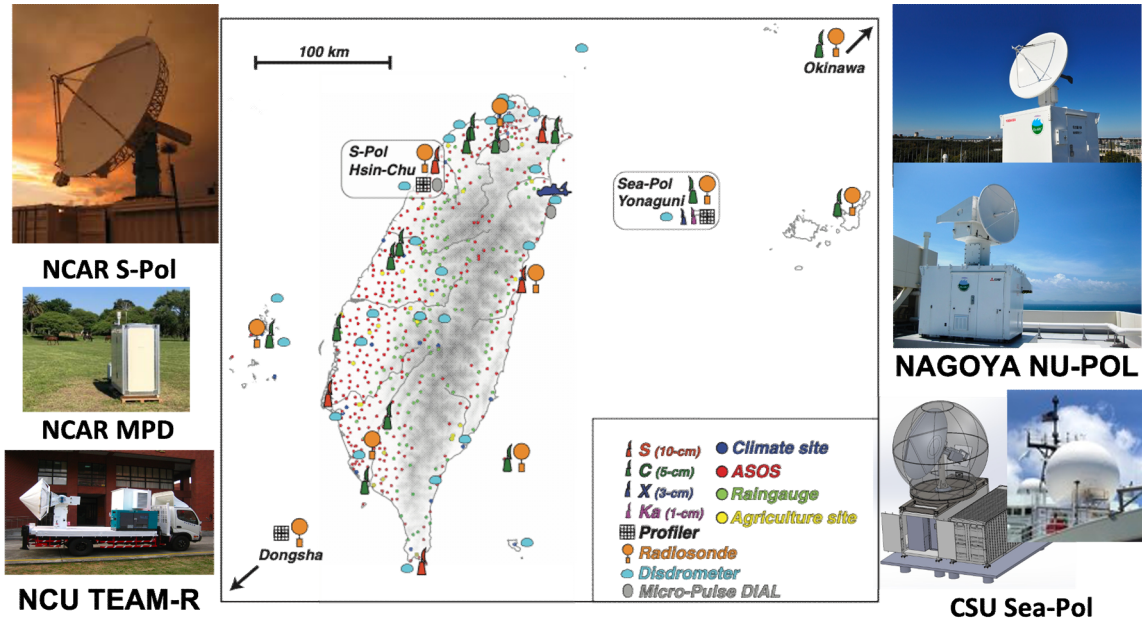 100 km
Okinawa
S-Pol
Hsin-Chu
Sea-Pol
Yonaguni
NCAR S-Pol
NCAR MPD
NCU TEAM-R
Dongsha
S (10-cm)
C (5-cm)
X (3-cm)
Ka (1-cm)
Profiler
Radiosonde
Disdrometer
Micro-Pulse DIAL
Climate site
ASOS
Raingauge
Agriculture site
NAGOYA NU-POL
CSU Sea-Pol